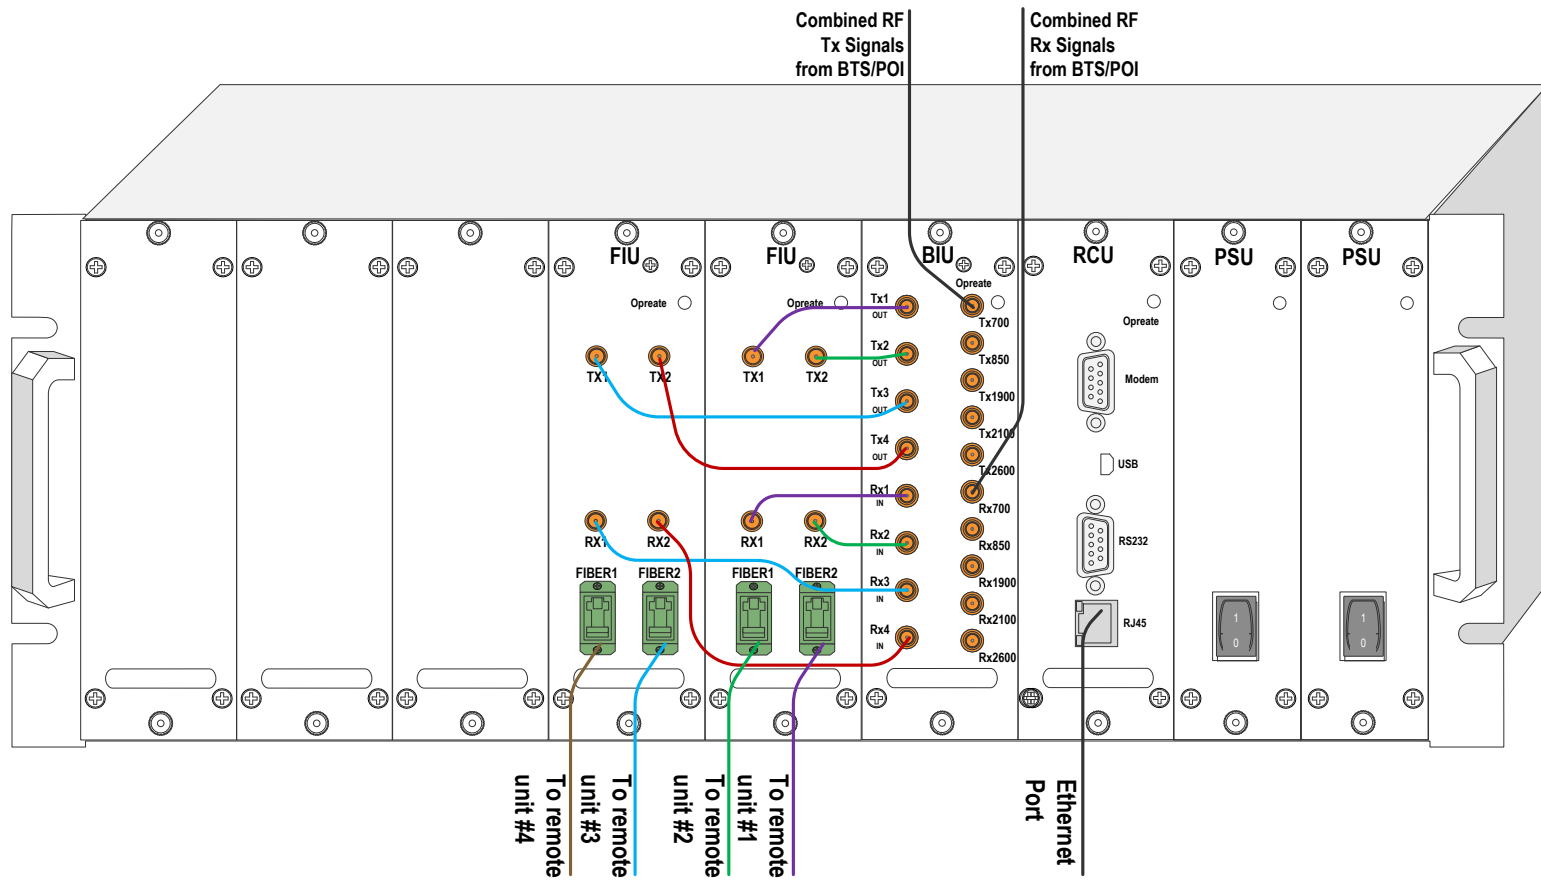 Combined RF
Tx Signals
from BTS/POI
Combined RF
Rx Signals
from BTS/POI
FIU
Opreate
TX1
TX2
RX1
RX2
FIBER1
FIBER2
FIU
Opreate
TX1
TX2
RX1
RX2
FIBER1
FIBER2
BIU
Opreate
Tx1
OUT
Tx2
OUT
Tx3
OUT
Tx4
OUT
Rx1
IN
Rx2
IN
Rx3
IN
Rx4
IN
Tx700
Tx850
Tx1900
Tx2100
Tx2600
Rx700
Rx850
Rx1900
Rx2100
Rx2600
RCU
Opreate
Modem
USB
RS232
RJ45
PSU
1
0
PSU
1
0
To remote
unit #4
To remote
unit #3
To remote
unit #2
To remote
unit #1
Ethernet
Port